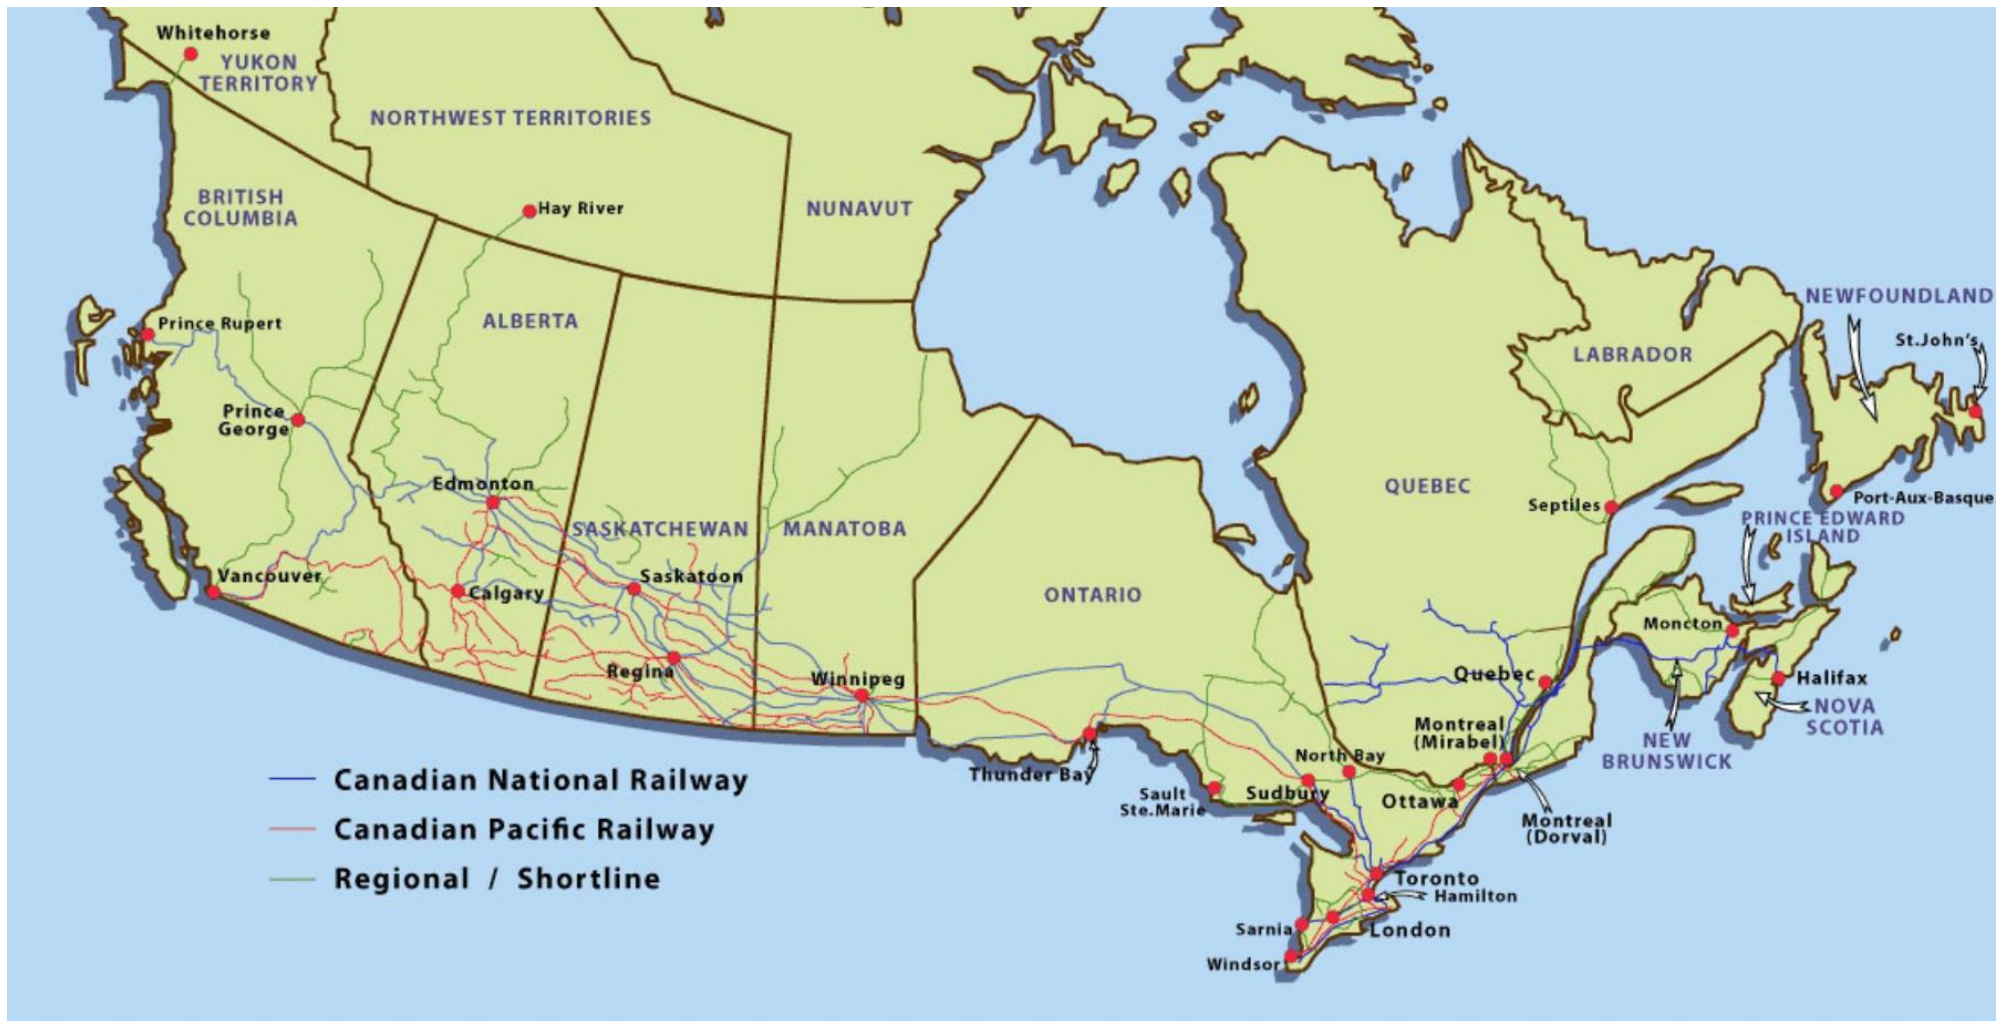 Whitehorse
YUKON
TERRITORY
NORTHWEST TERRITORIES
BRITISH
COLUMBIA
Hay River
NUNAVUT
NEWFOUNDLAND
Prince Rupert
ALBERTA
St.John's
LABRADOR
Prince
George
Edmonton
QUEBEC
Septiles
Port-Aux-Basque
SASKATCHEWAN
MANATOBA
PRINCE EDWARD
ISLAND
Vancouver
Calgary
Saskatoon
ONTARIO
Moncton
Regina
Winnipeg
Quebec
Halifax
NOVA
SCOTIA
Montreal
(Mirabel)
NEW
BRUNSWICK
Thunder Bay
North Bay
Sault
Ste.Marie
Sudbury
Ottawa
Montreal
(Dorval)
Toronto
Hamilton
Sarnia
London
Windsor
Canadian National Railway
Canadian Pacific Railway
Regional / Shortline